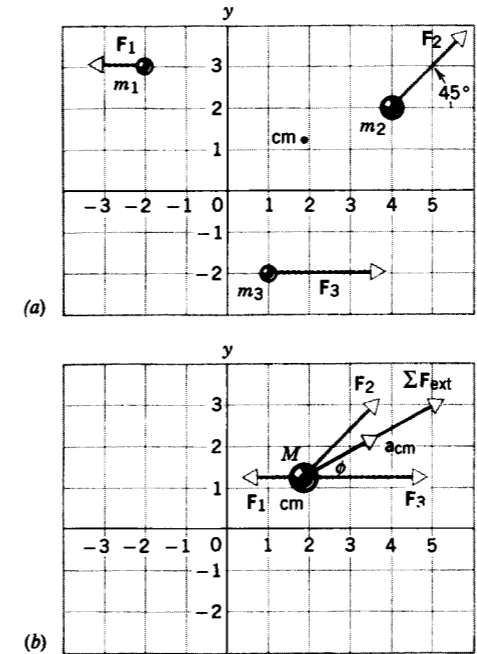 y
F₁
m₁
F₂
45°
m₂
cm
3
2
1
−3 −2 −1 0 1 2 3 4 5
−1
−2
m₃
F₃
(a)
y
F₂
ΣFext
3
2
M
acm
ϕ
1
F₁
cm
F₃
−3 −2 −1 0 1 2 3 4 5
−1
−2
(b)